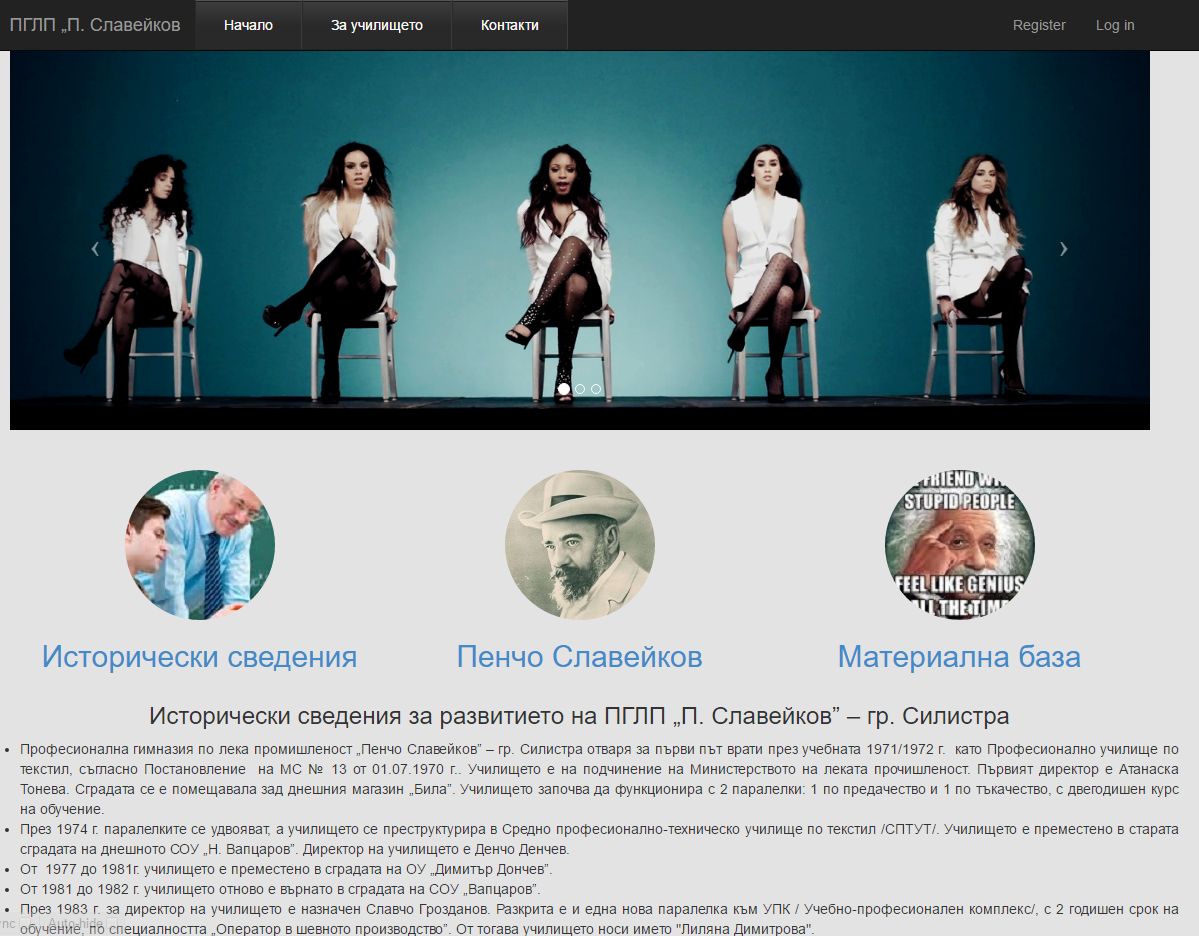 ПГЛП „П. Славейков
Начало
За училището
Контакти
Register
Log in
FRIEND
STUPID PEOPLE
FEEL LIKE GENIUS
ALL THE TIME
Исторически сведения
Пенчо Славейков
Материална база
Исторически сведения за развитието на ПГЛП „П. Славейков” – гр. Силистра
• Професионална гимназия по лека промишленост „Пенчо Славейков” – гр. Силистра отваря за първи път врати през учебната 1971/1972 г. като Професионално училище по
текстил, съгласно Постановление на МС № 13 от 01.07.1970 г.. Училището е на подчинение на Министерството на леката прочишленост. Първият директор е Атанаска
Тонева. Сградата се е помещавала зад днешния магазин „Била”. Училището започва да функционира с 2 паралелки: 1 по предачество и 1 по тъкачество, с двегодишен курс
на обучение.
• През 1974 г. паралелките се удвояват, а училището се преструктурира в Средно професионално-техническо училище по текстил /СПТУТ/. Училището е преместено в старата
сградата на днешното СОУ „Н. Вапцаров”. Директор на училището е Денчо Денчев.
• От 1977 до 1981г. училището е преместено в сградата на ОУ „Димитър Дончев”.
• От 1981 до 1982 г. училището отново е върнато в сградата на СОУ „Вапцаров”.
• През 1983 г. за директор на училището е назначен Славчо Грозданов. Разкрита е и една нова паралелка към УПК / Учебно-професионален комплекс/, с 2 годишен срок на
обучение, по специалността „Оператор в шевното производство”. От тогава училището носи името "Лиляна Димитрова".
Auto-hide